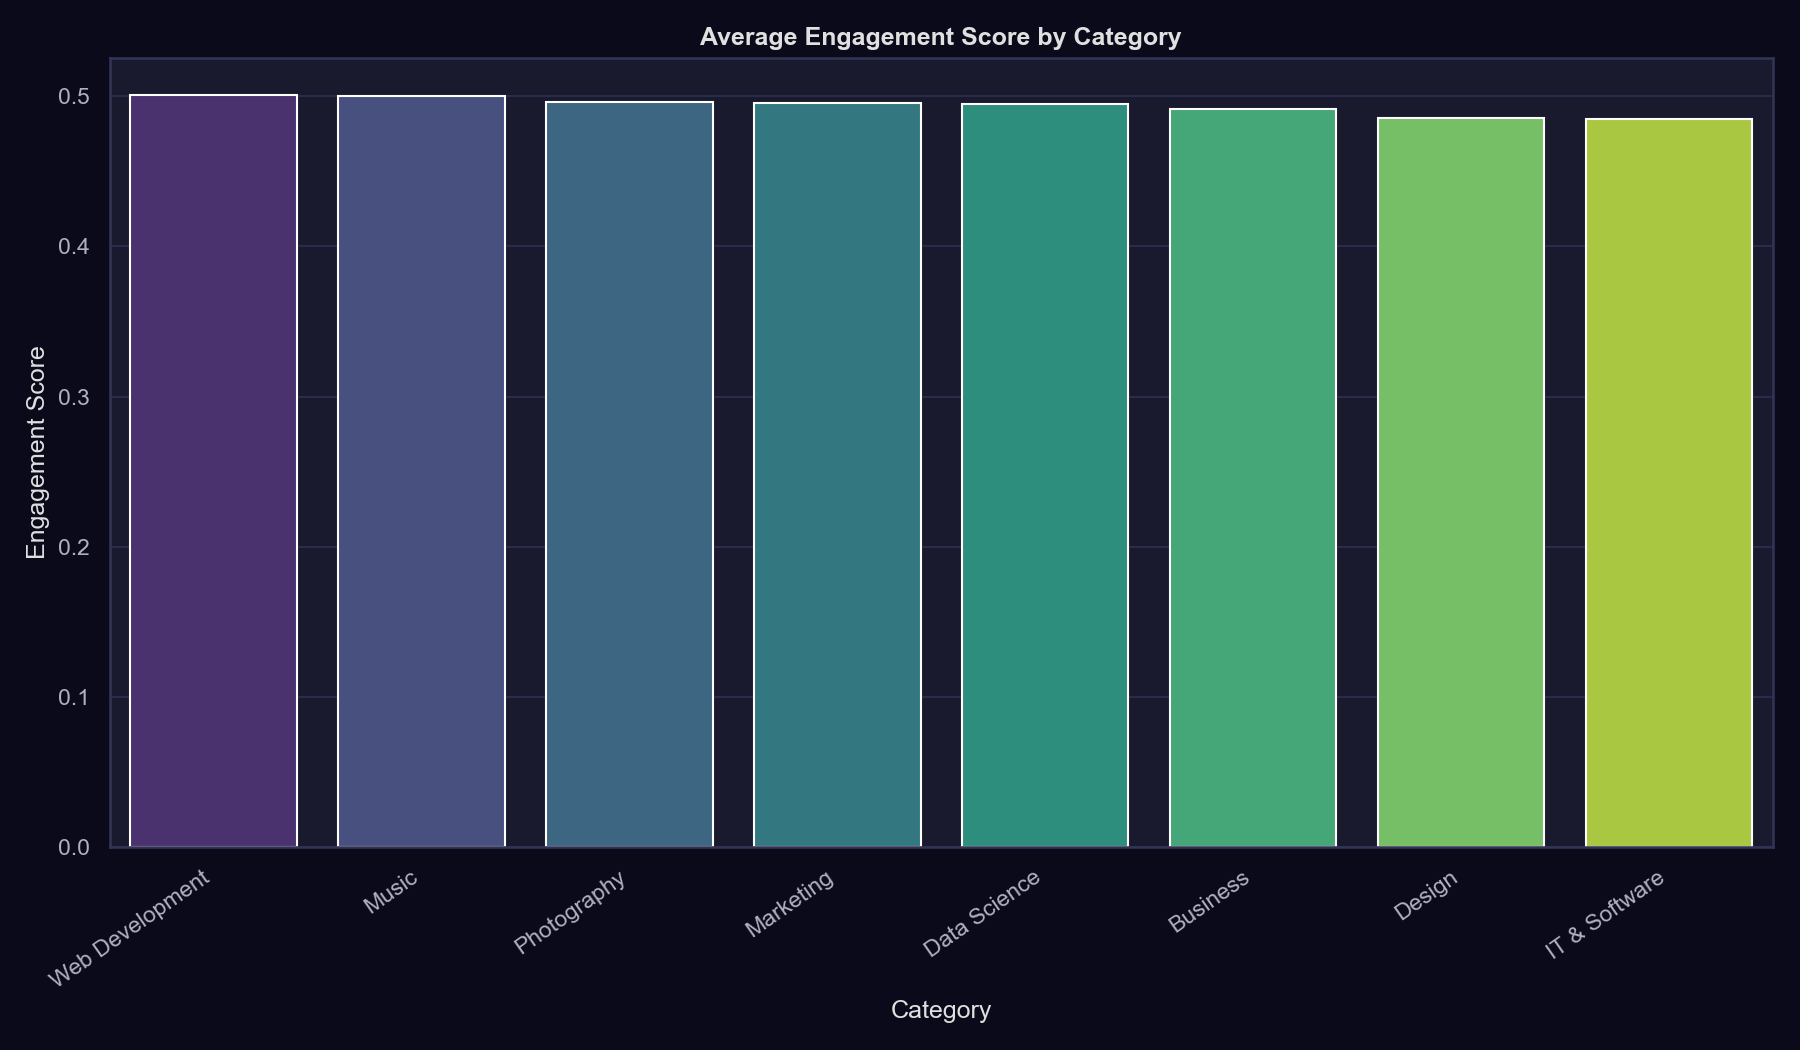 Average Engagement Score by Category
Engagement Score
0.5
0.4
0.3
0.2
0.1
0.0
Web Development
Music
Photography
Marketing
Data Science
Business
Design
IT & Software
Category